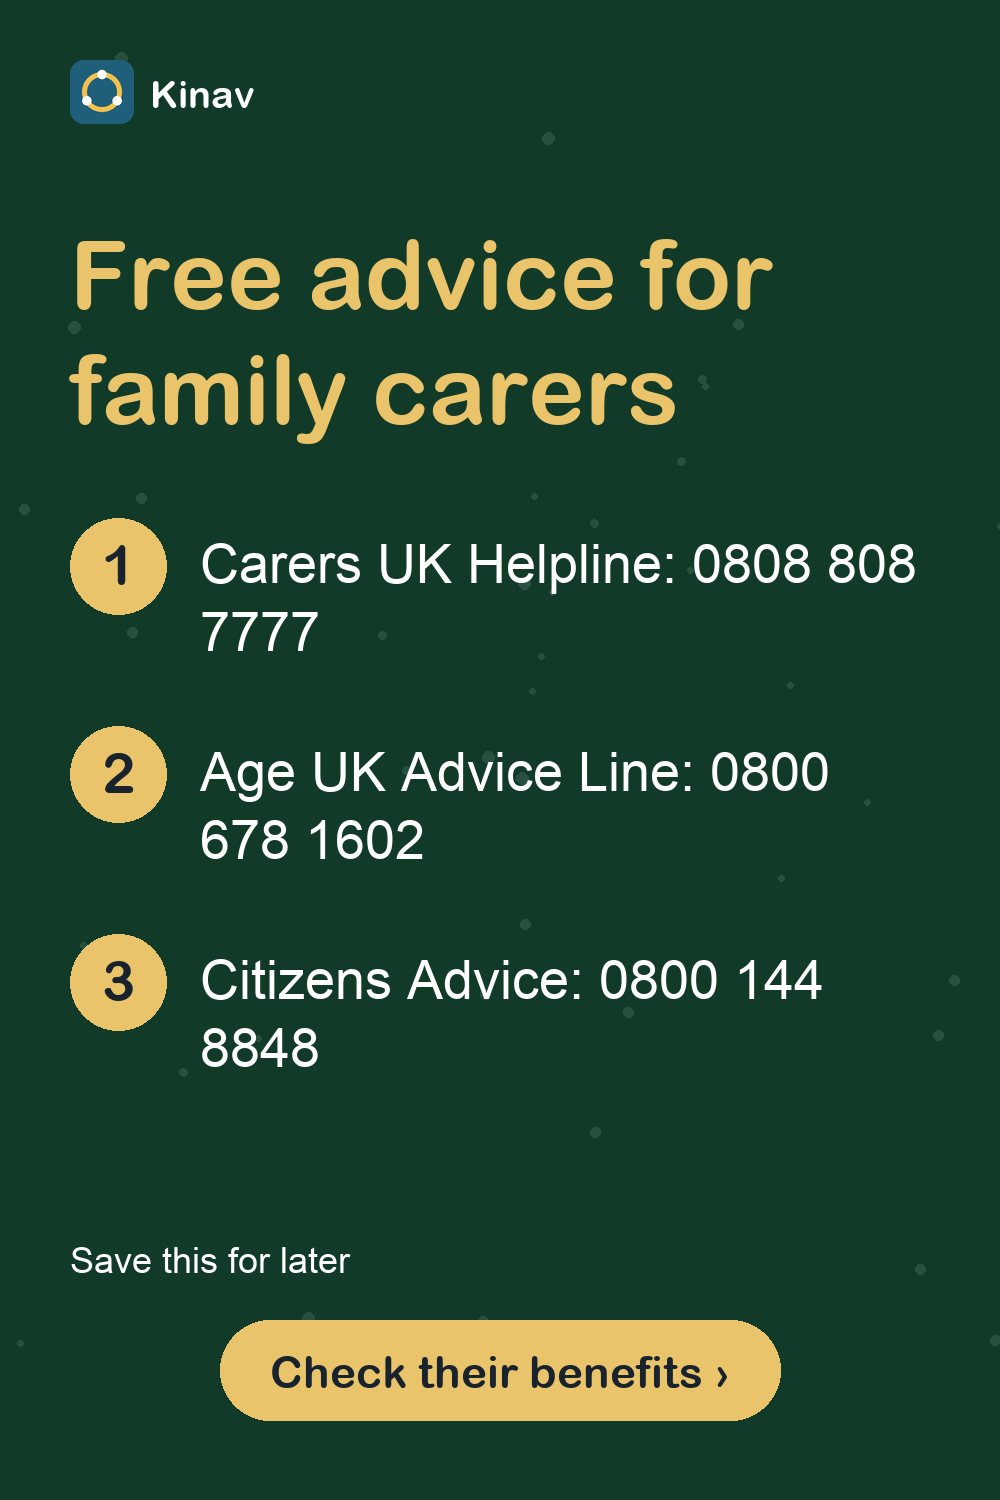 Kinav
Free advice for
family carers
1 Carers UK Helpline: 0808 808
7777
2 Age UK Advice Line: 0800
678 1602
3 Citizens Advice: 0800 144
8848
Save this for later
Check their benefits ›